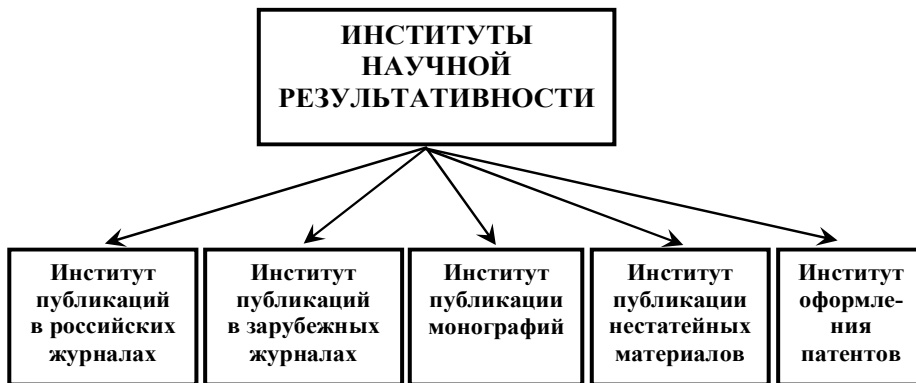 ИНСТИТУТЫ
НАУЧНОЙ
РЕЗУЛЬТАТИВНОСТИ
Институт
публикаций
в российских
журналах
Институт
публикаций
в зарубежных
журналах
Институт
публикации
монографий
Институт
публикации
нестатейных
материалов
Институт
оформле-
ния
патентов